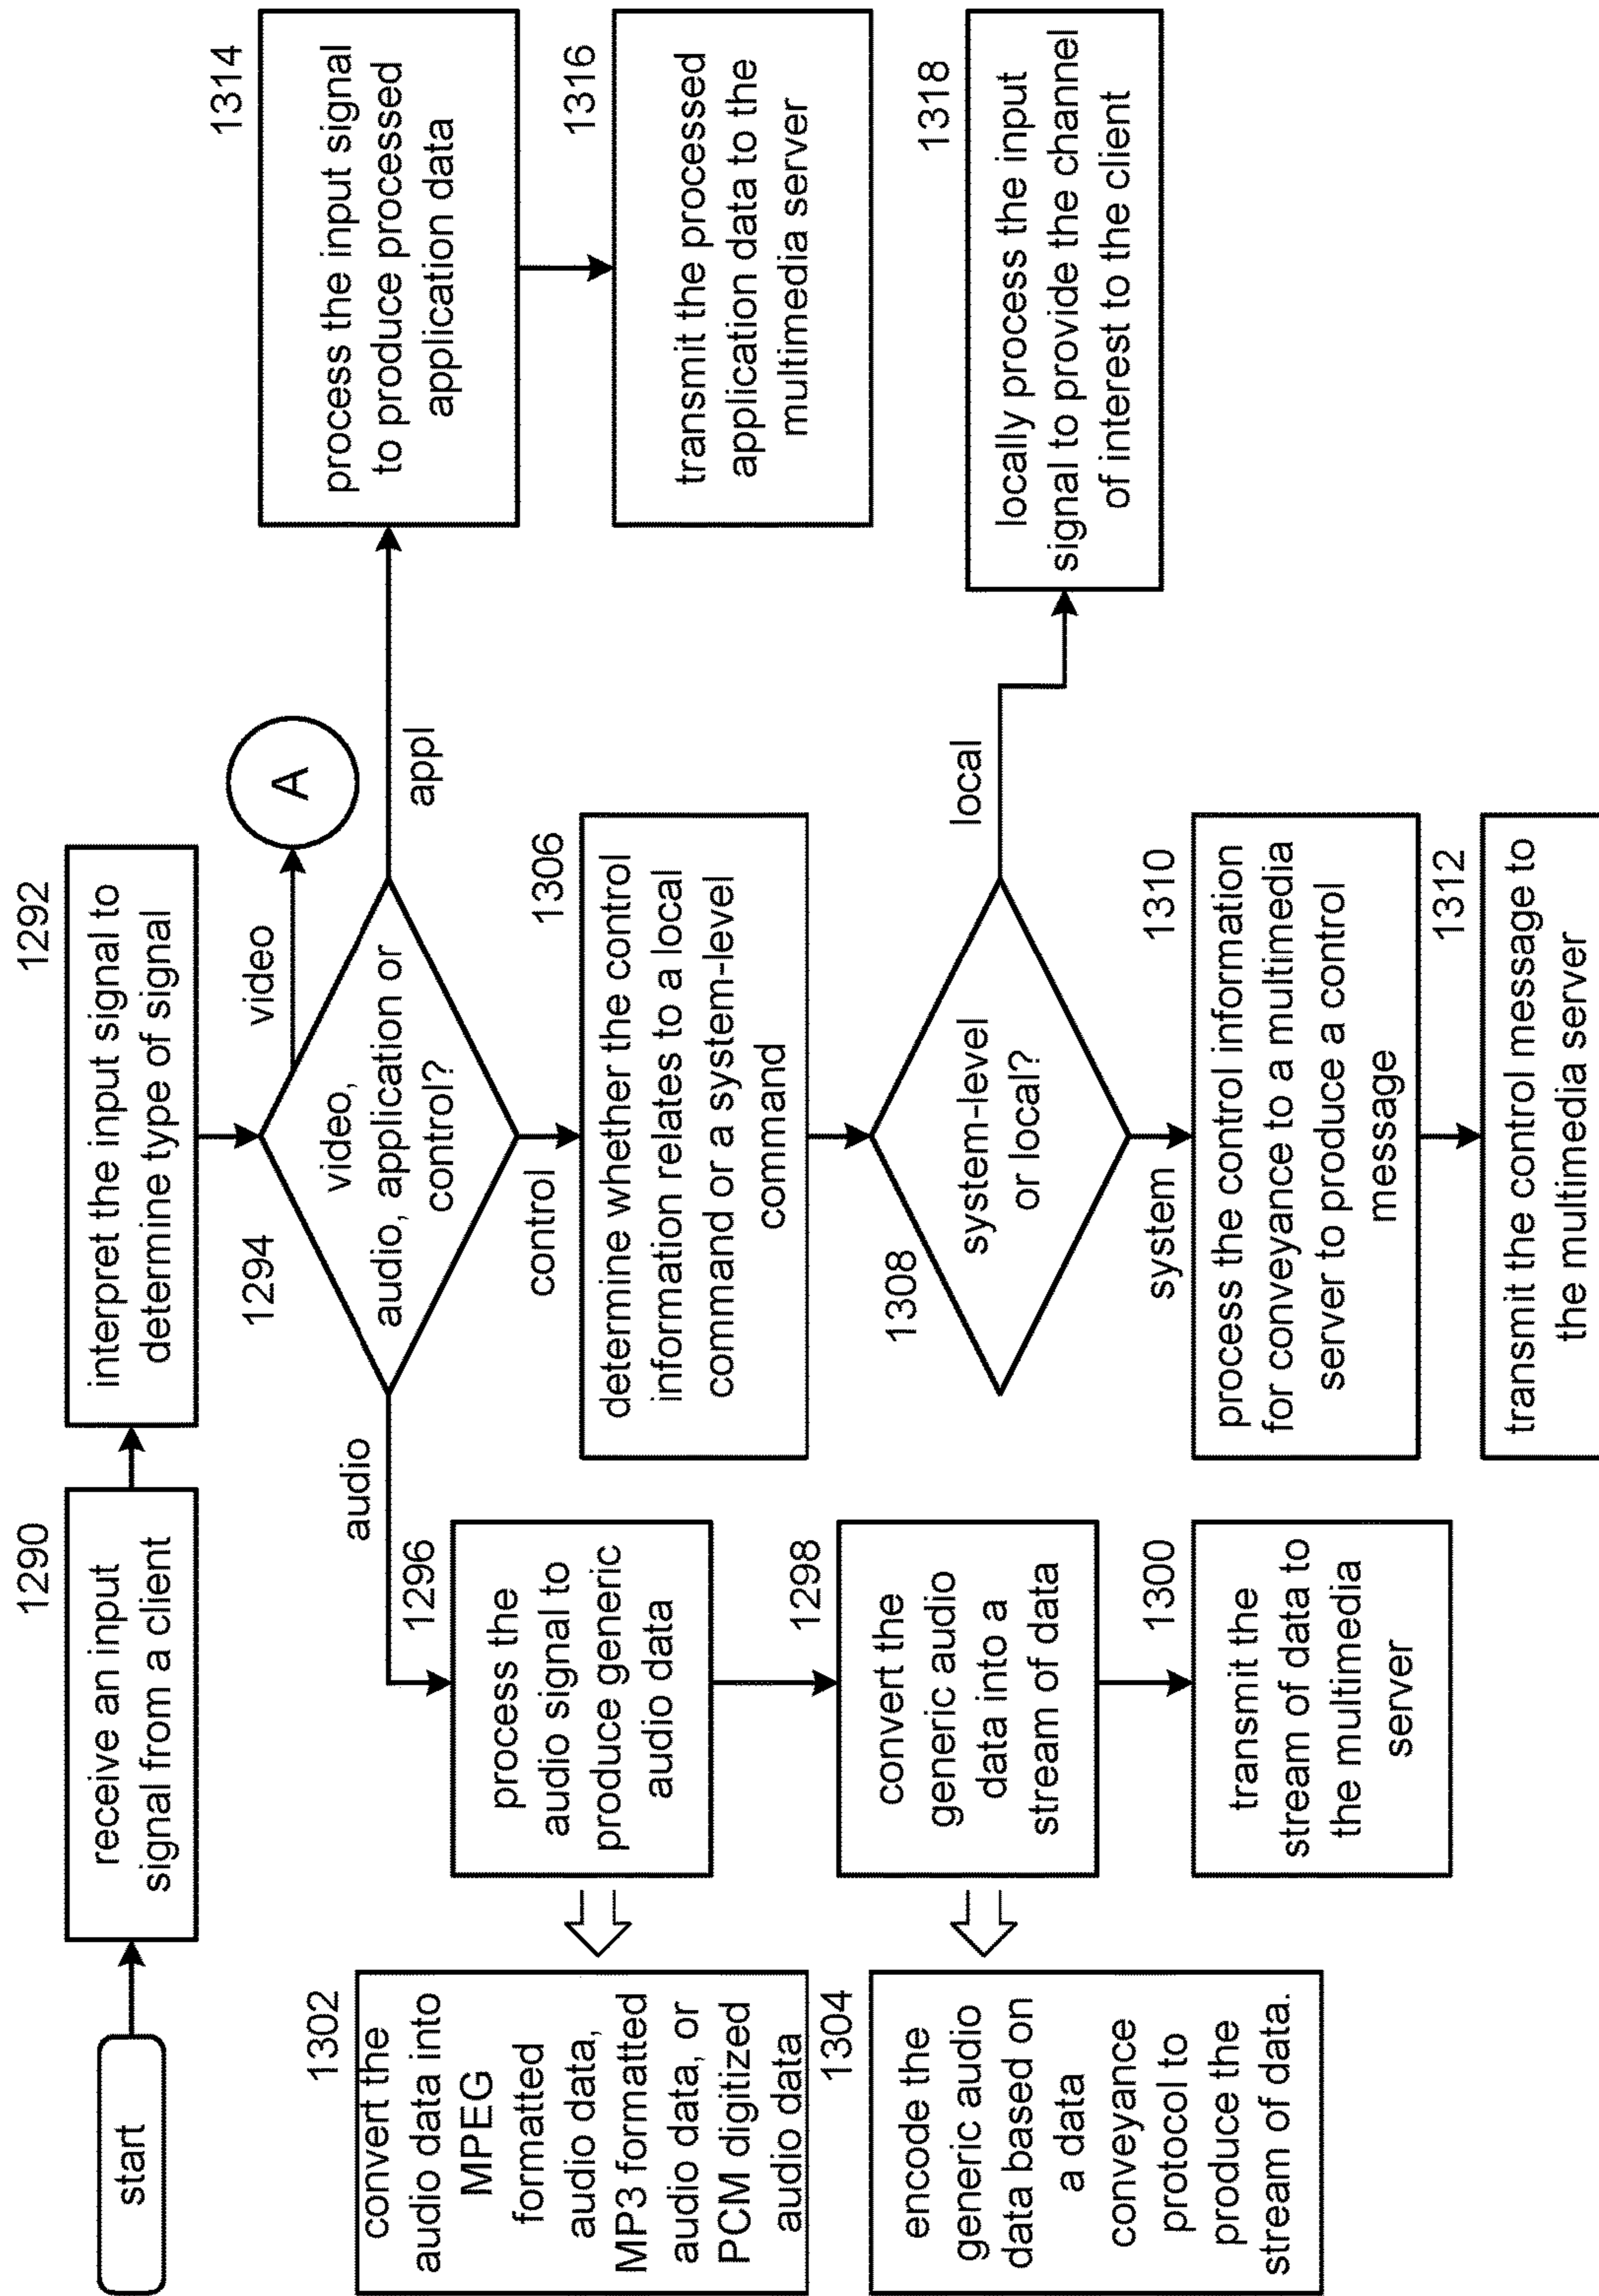 start
1290
receive an input
signal from a client
1292
interpret the input signal to
determine type of signal
1294
video,
audio, application or
control?
video
A
appl
1314
process the input signal
to produce processed
application data
1316
transmit the processed
application data to the
multimedia server
audio
1296
process the
audio signal to
produce generic
audio data
1302
convert the
audio data into
MPEG
formatted
audio data,
MP3 formatted
audio data, or
PCM digitized
audio data
1298
convert the
generic audio
data into a
stream of data
1304
encode the
generic audio
data based on
a data
conveyance
protocol to
produce the
stream of data.
1300
transmit the
stream of data to
the multimedia
server
control
1306
determine whether the control
information relates to a local
command or a system-level
command
1308
system-level
or local?
local
1318
locally process the input
signal to provide the channel
of interest to the client
system
1310
process the control information
for conveyance to a multimedia
server to produce a control
message
1312
transmit the control message to
the multimedia server